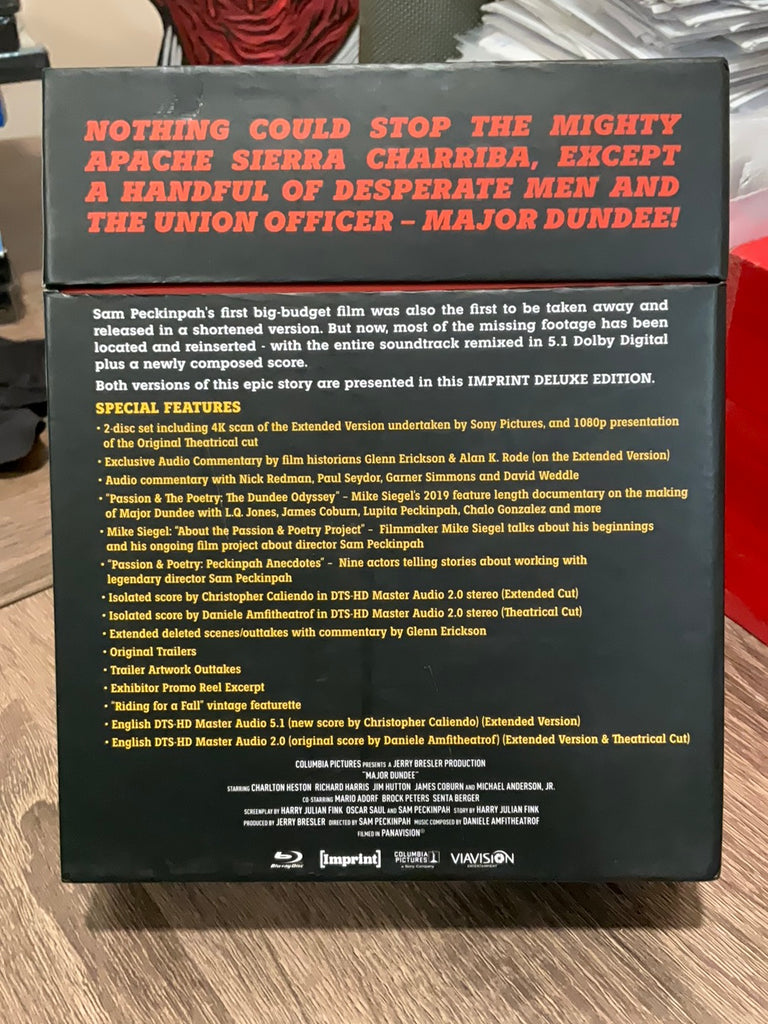 NOTHING COULD STOP THE MIGHTY
APACHE SIERRA CHARRIBA, EXCEPT
A HANDFUL OF DESPERATE MEN AND
THE UNION OFFICER – MAJOR DUNDEE!
Sam Peckinpah's first big-budget film was also the first to be taken away and
released in a shortened version. But now, most of the missing footage has been
located and reinserted - with the entire soundtrack remixed in 5.1 Dolby Digital
plus a newly composed score.
Both versions of this epic story are presented in this IMPRINT DELUXE EDITION.
SPECIAL FEATURES
• 2-disc set including 4K scan of the Extended Version undertaken by Sony Pictures, and 1080p presentation
of the Original Theatrical cut
• Exclusive Audio Commentary by film historians Glenn Erickson & Alan K. Rode (on the Extended Version)
• Audio commentary with Nick Redman, Paul Seydor, Garner Simmons and David Weddle
• "Passion & The Poetry: The Dundee Odyssey" – Mike Siegel's 2019 feature length documentary on the making
of Major Dundee with L.Q. Jones, James Coburn, Lupita Peckinpah, Chalo Gonzalez and more
• Mike Siegel: "About the Passion & Poetry Project" – Filmmaker Mike Siegel talks about his beginnings
and his ongoing film project about director Sam Peckinpah
• "Passion & Poetry: Peckinpah Anecdotes" – Nine actors telling stories about working with
legendary director Sam Peckinpah
• Isolated score by Christopher Caliendo in DTS-HD Master Audio 2.0 stereo (Extended Cut)
• Isolated score by Daniele Amfitheatrof in DTS-HD Master Audio 2.0 stereo (Theatrical Cut)
• Extended deleted scenes/outtakes with commentary by Glenn Erickson
• Original Trailers
• Trailer Artwork Outtakes
• Exhibitor Promo Reel Excerpt
• "Riding for a Fall" vintage featurette
• English DTS-HD Master Audio 5.1 (new score by Christopher Caliendo) (Extended Version)
• English DTS-HD Master Audio 2.0 (original score by Daniele Amfitheatrof) (Extended Version & Theatrical Cut)
COLUMBIA PICTURES PRESENTS A JERRY BRESLER PRODUCTION
"MAJOR DUNDEE"
STARRING CHARLTON HESTON RICHARD HARRIS JIM HUTTON JAMES COBURN AND MICHAEL ANDERSON, JR.
CO-STARRING MARIO ADORF BROCK PETERS SENTA BERGER
SCREENPLAY BY HARRY JULIAN FINK OSCAR SAUL AND SAM PECKINPAH STORY BY HARRY JULIAN FINK
PRODUCED BY JERRY BRESLER DIRECTED BY SAM PECKINPAH MUSIC COMPOSED BY DANIELE AMFITHEATROF
FILMED IN PANAVISION®
Blu-ray Disc [Imprint] COLUMBIA PICTURES a Sony Company VIAVISION ENTERTAINMENT